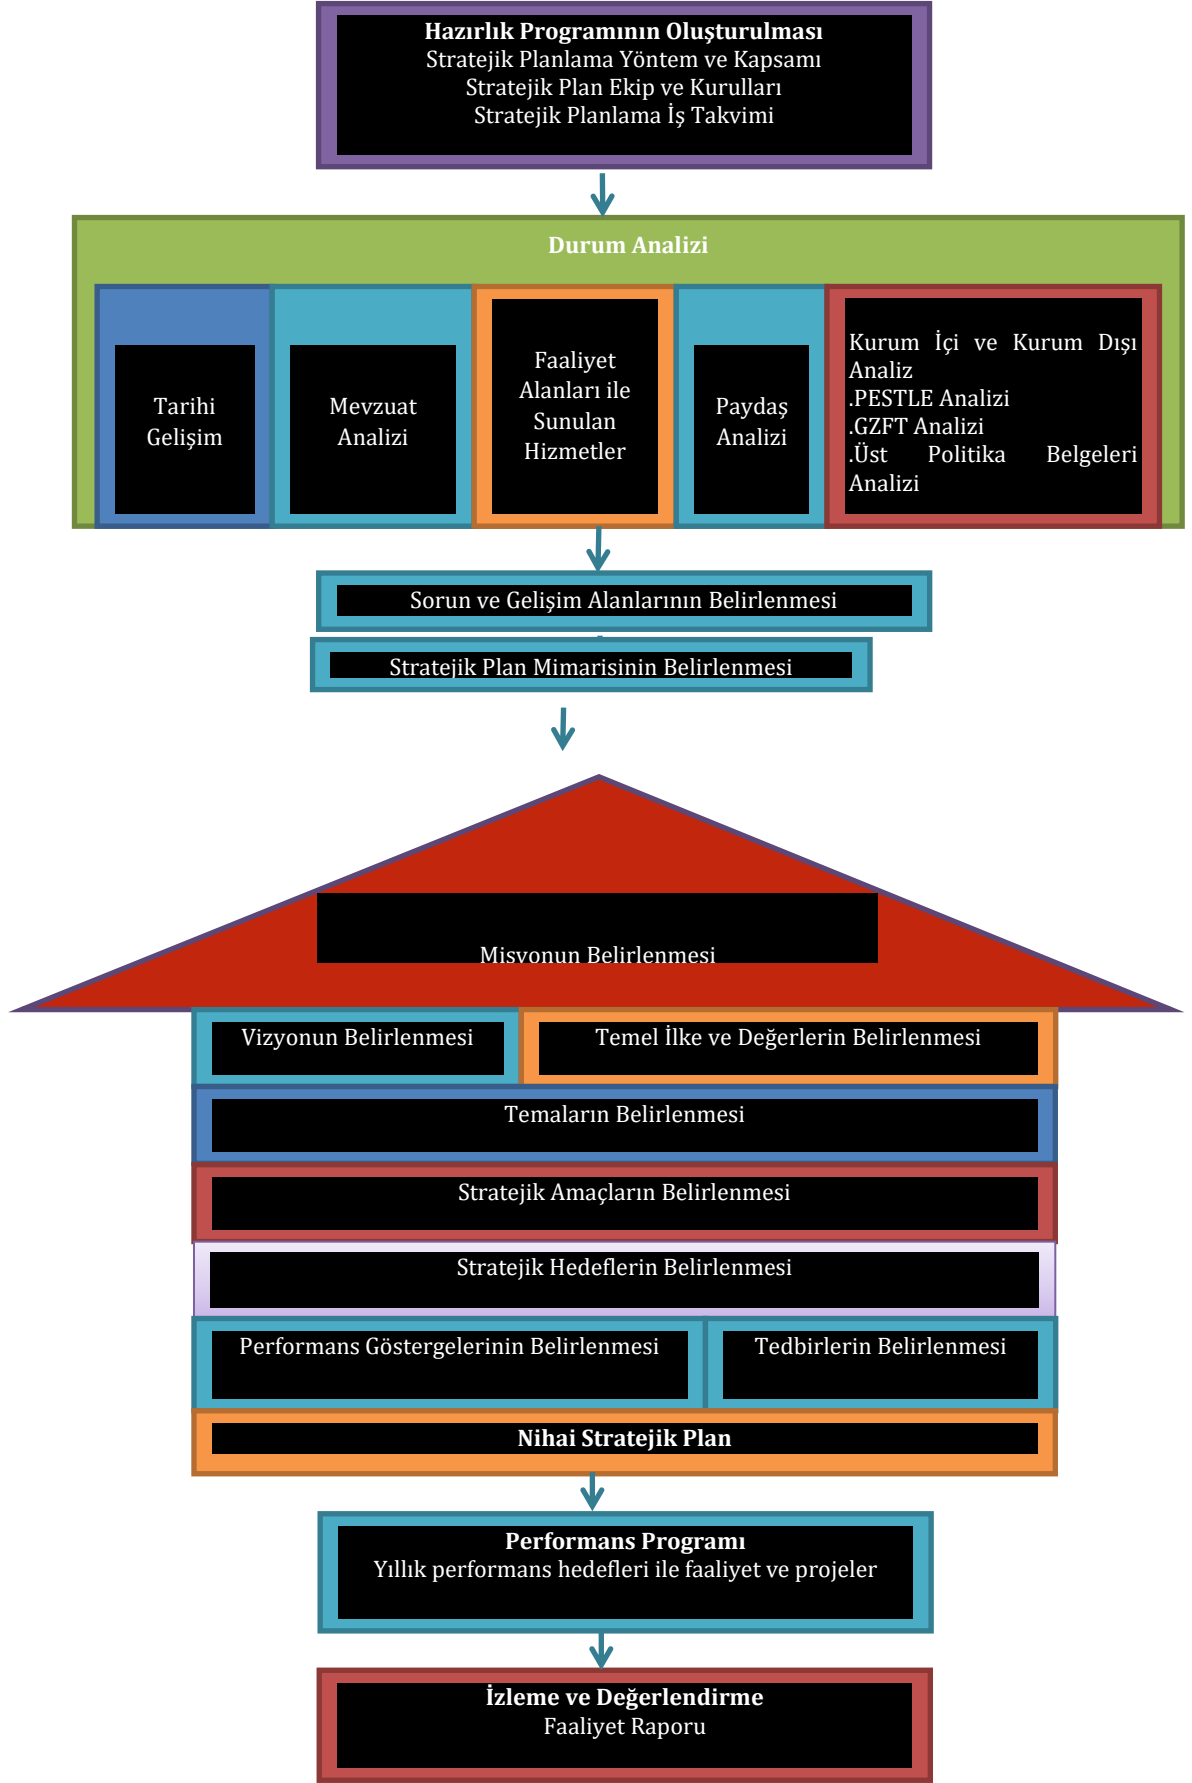 Hazırlık Programının Oluşturulması
Stratejik Planlama Yöntem ve Kapsamı
Stratejik Plan Ekip ve Kurulları
Stratejik Planlama İş Takvimi
Durum Analizi
Tarihi
Gelişim
Mevzuat
Analizi
Faaliyet
Alanları ile
Sunulan
Hizmetler
Paydaş
Analizi
Kurum İçi ve Kurum Dışı
Analiz
.PESTLE Analizi
.GZFT Analizi
.Üst Politika Belgeleri
Analizi
Sorun ve Gelişim Alanlarının Belirlenmesi
Stratejik Plan Mimarisinin Belirlenmesi
Misyonun Belirlenmesi
Vizyonun Belirlenmesi
Temel İlke ve Değerlerin Belirlenmesi
Temaların Belirlenmesi
Stratejik Amaçların Belirlenmesi
Stratejik Hedeflerin Belirlenmesi
Performans Göstergelerinin Belirlenmesi
Tedbirlerin Belirlenmesi
Nihai Stratejik Plan
Performans Programı
Yıllık performans hedefleri ile faaliyet ve projeler
İzleme ve Değerlendirme
Faaliyet Raporu